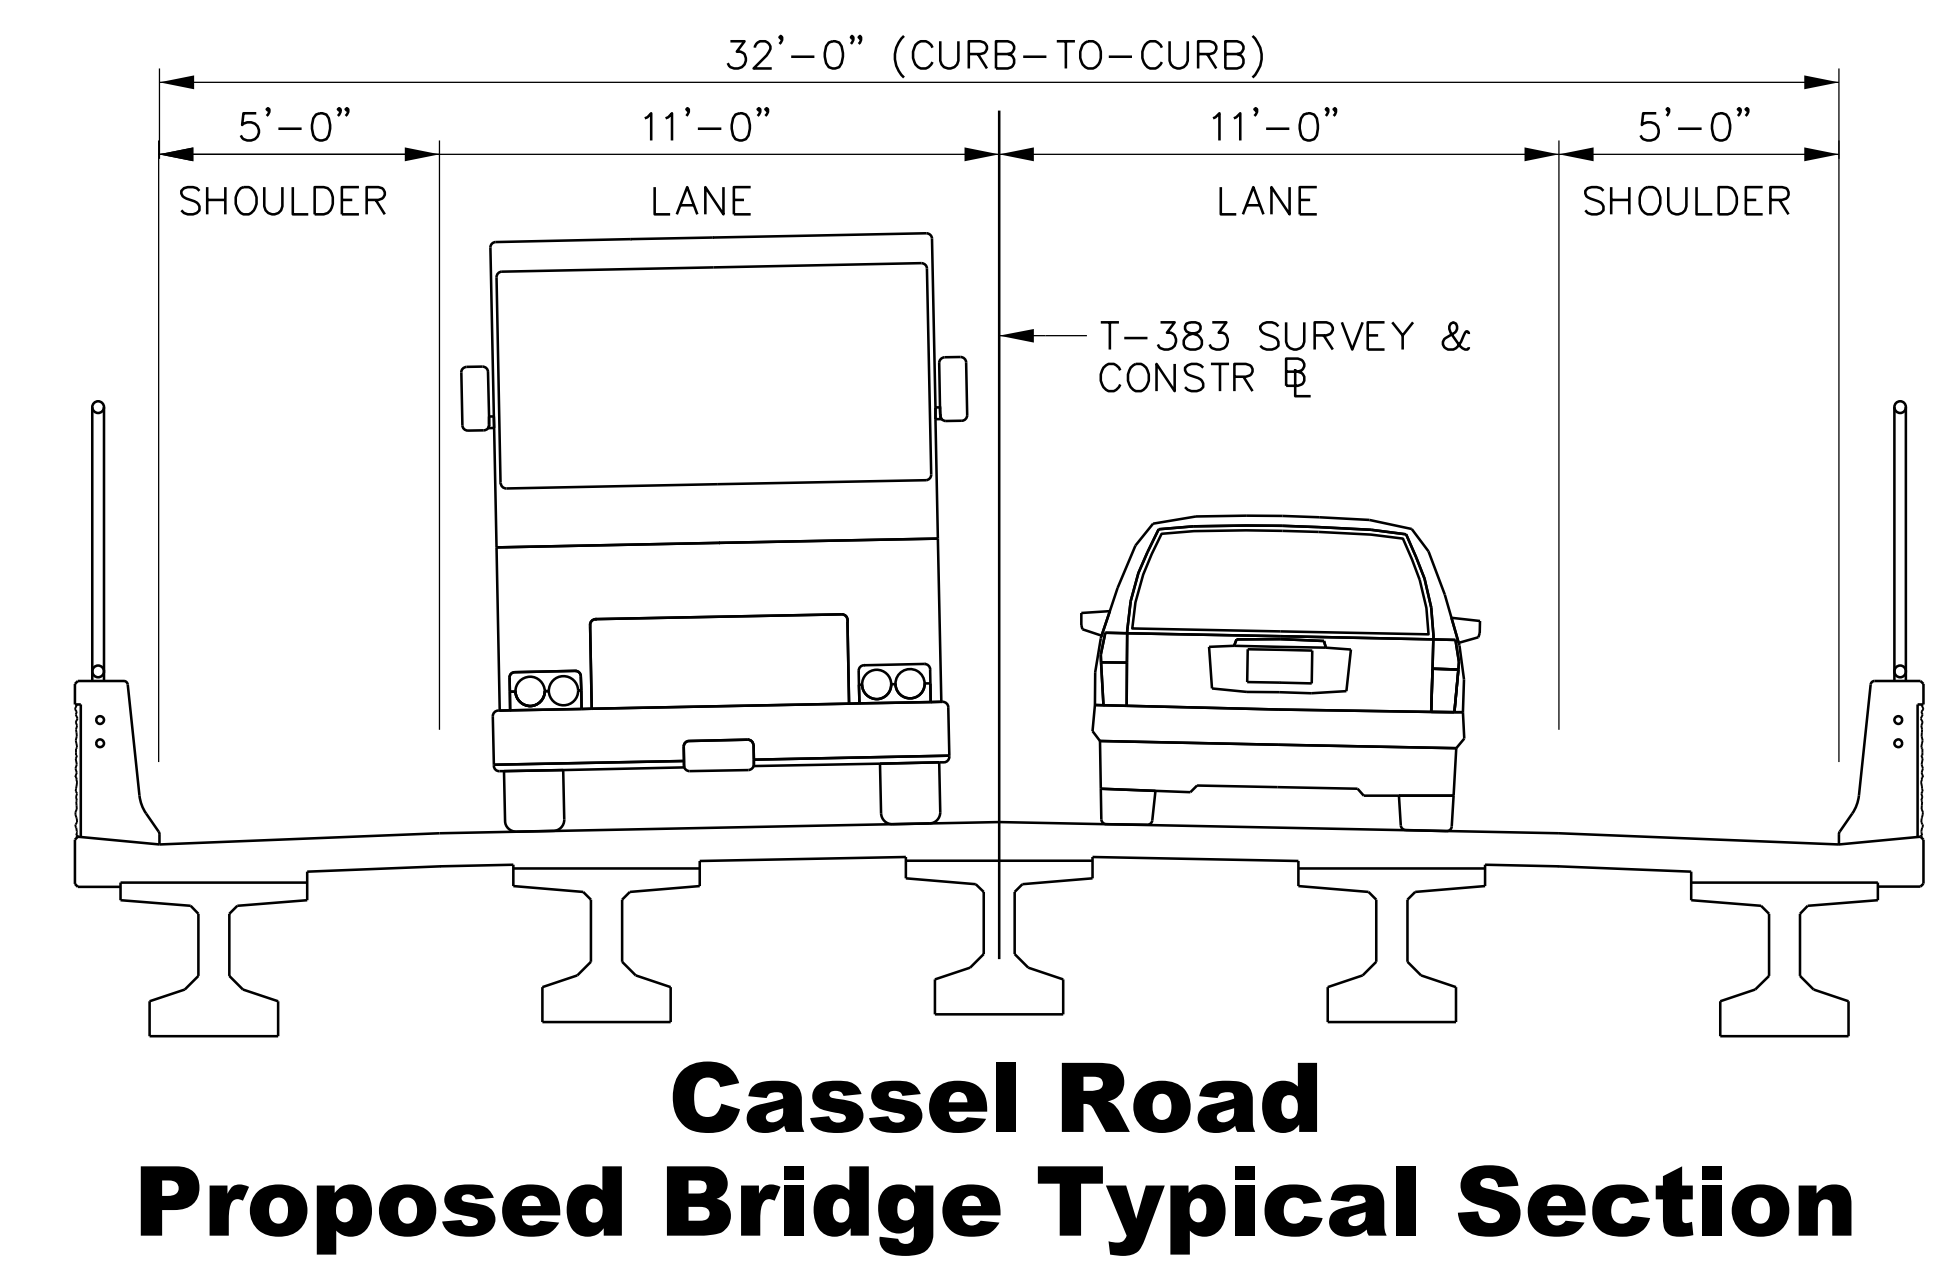 32'-0" (CURB-TO-CURB)
5'-0" 11'-0" 11'-0" 5'-0"
SHOULDER LANE LANE SHOULDER
T-383 SURVEY &
CONSTR BL
Cassel Road
Proposed Bridge Typical Section